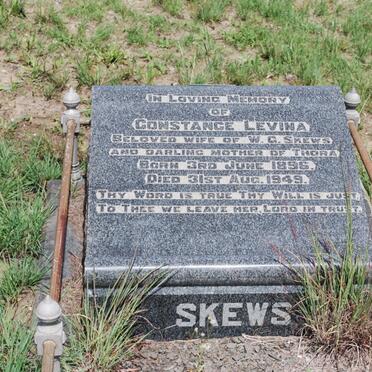 In Loving Memory
of
Constance Levina
Beloved wife of W. G. Skews
and darling mother of Thora
Born 3rd June 1895.
Died 31st Aug. 1949.
Thy Word is true Thy Will is just
To Thee we leave her, Lord in trust.
SKEWS